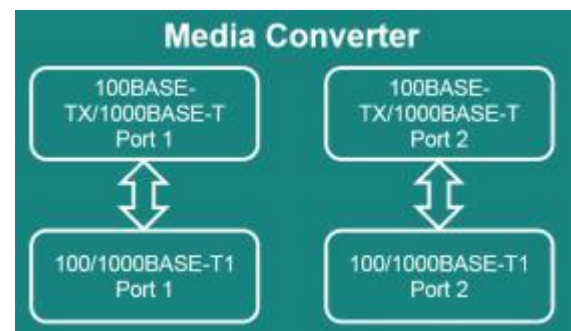 Media Converter
100BASE-
TX/1000BASE-T
Port 1
100BASE-
TX/1000BASE-T
Port 2
100/1000BASE-T1
Port 1
100/1000BASE-T1
Port 2